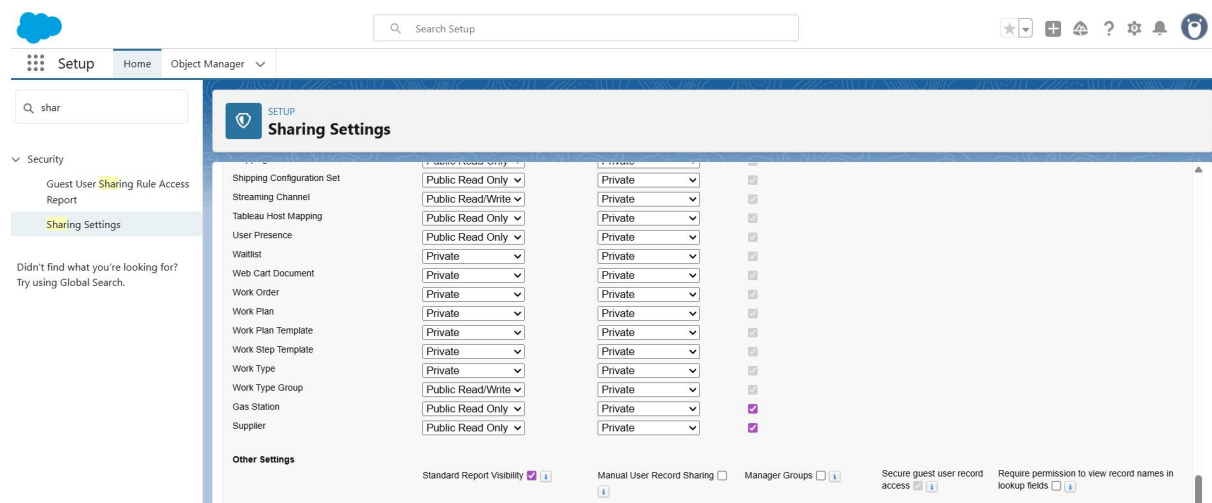 Search Setup
Setup Home Object Manager
shar
SETUP
Sharing Settings
Security
Guest User Sharing Rule Access
Report
Sharing Settings
Didn't find what you're looking for?
Try using Global Search.
Shipping Configuration Set Public Read Only Private
Streaming Channel Public Read/Write Private
Tableau Host Mapping Public Read Only Private
User Presence Public Read Only Private
Waitlist Private Private
Web Cart Document Private Private
Work Order Private Private
Work Plan Private Private
Work Plan Template Private Private
Work Step Template Private Private
Work Type Private Private
Work Type Group Public Read/Write Private
Gas Station Public Read Only Private
Supplier Public Read Only Private
Other Settings
Standard Report Visibility i Manual User Record Sharing i Manager Groups i Secure guest user record access i Require permission to view record names in lookup fields i